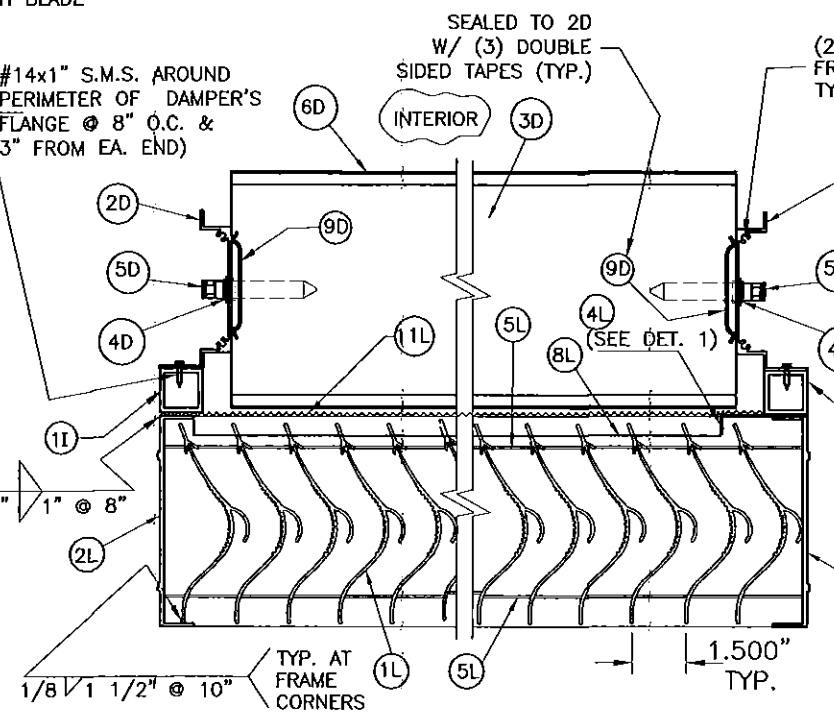 BLADE
SEALED TO 2D
W/ (3) DOUBLE
SIDED TAPES (TYP.)
#14x1" S.M.S. AROUND
PERIMETER OF DAMPER'S
FLANGE @ 8" O.C. &
3" FROM EA. END)
6D
INTERIOR
3D
2D
9D
5D
9D
4D
11L
5L
4L
(SEE DET. 1)
8L
1I
1" @ 8"
2L
1.500"
TYP.
1/8 1 1/2" @ 10"
TYP. AT
FRAME
CORNERS
1L
5L